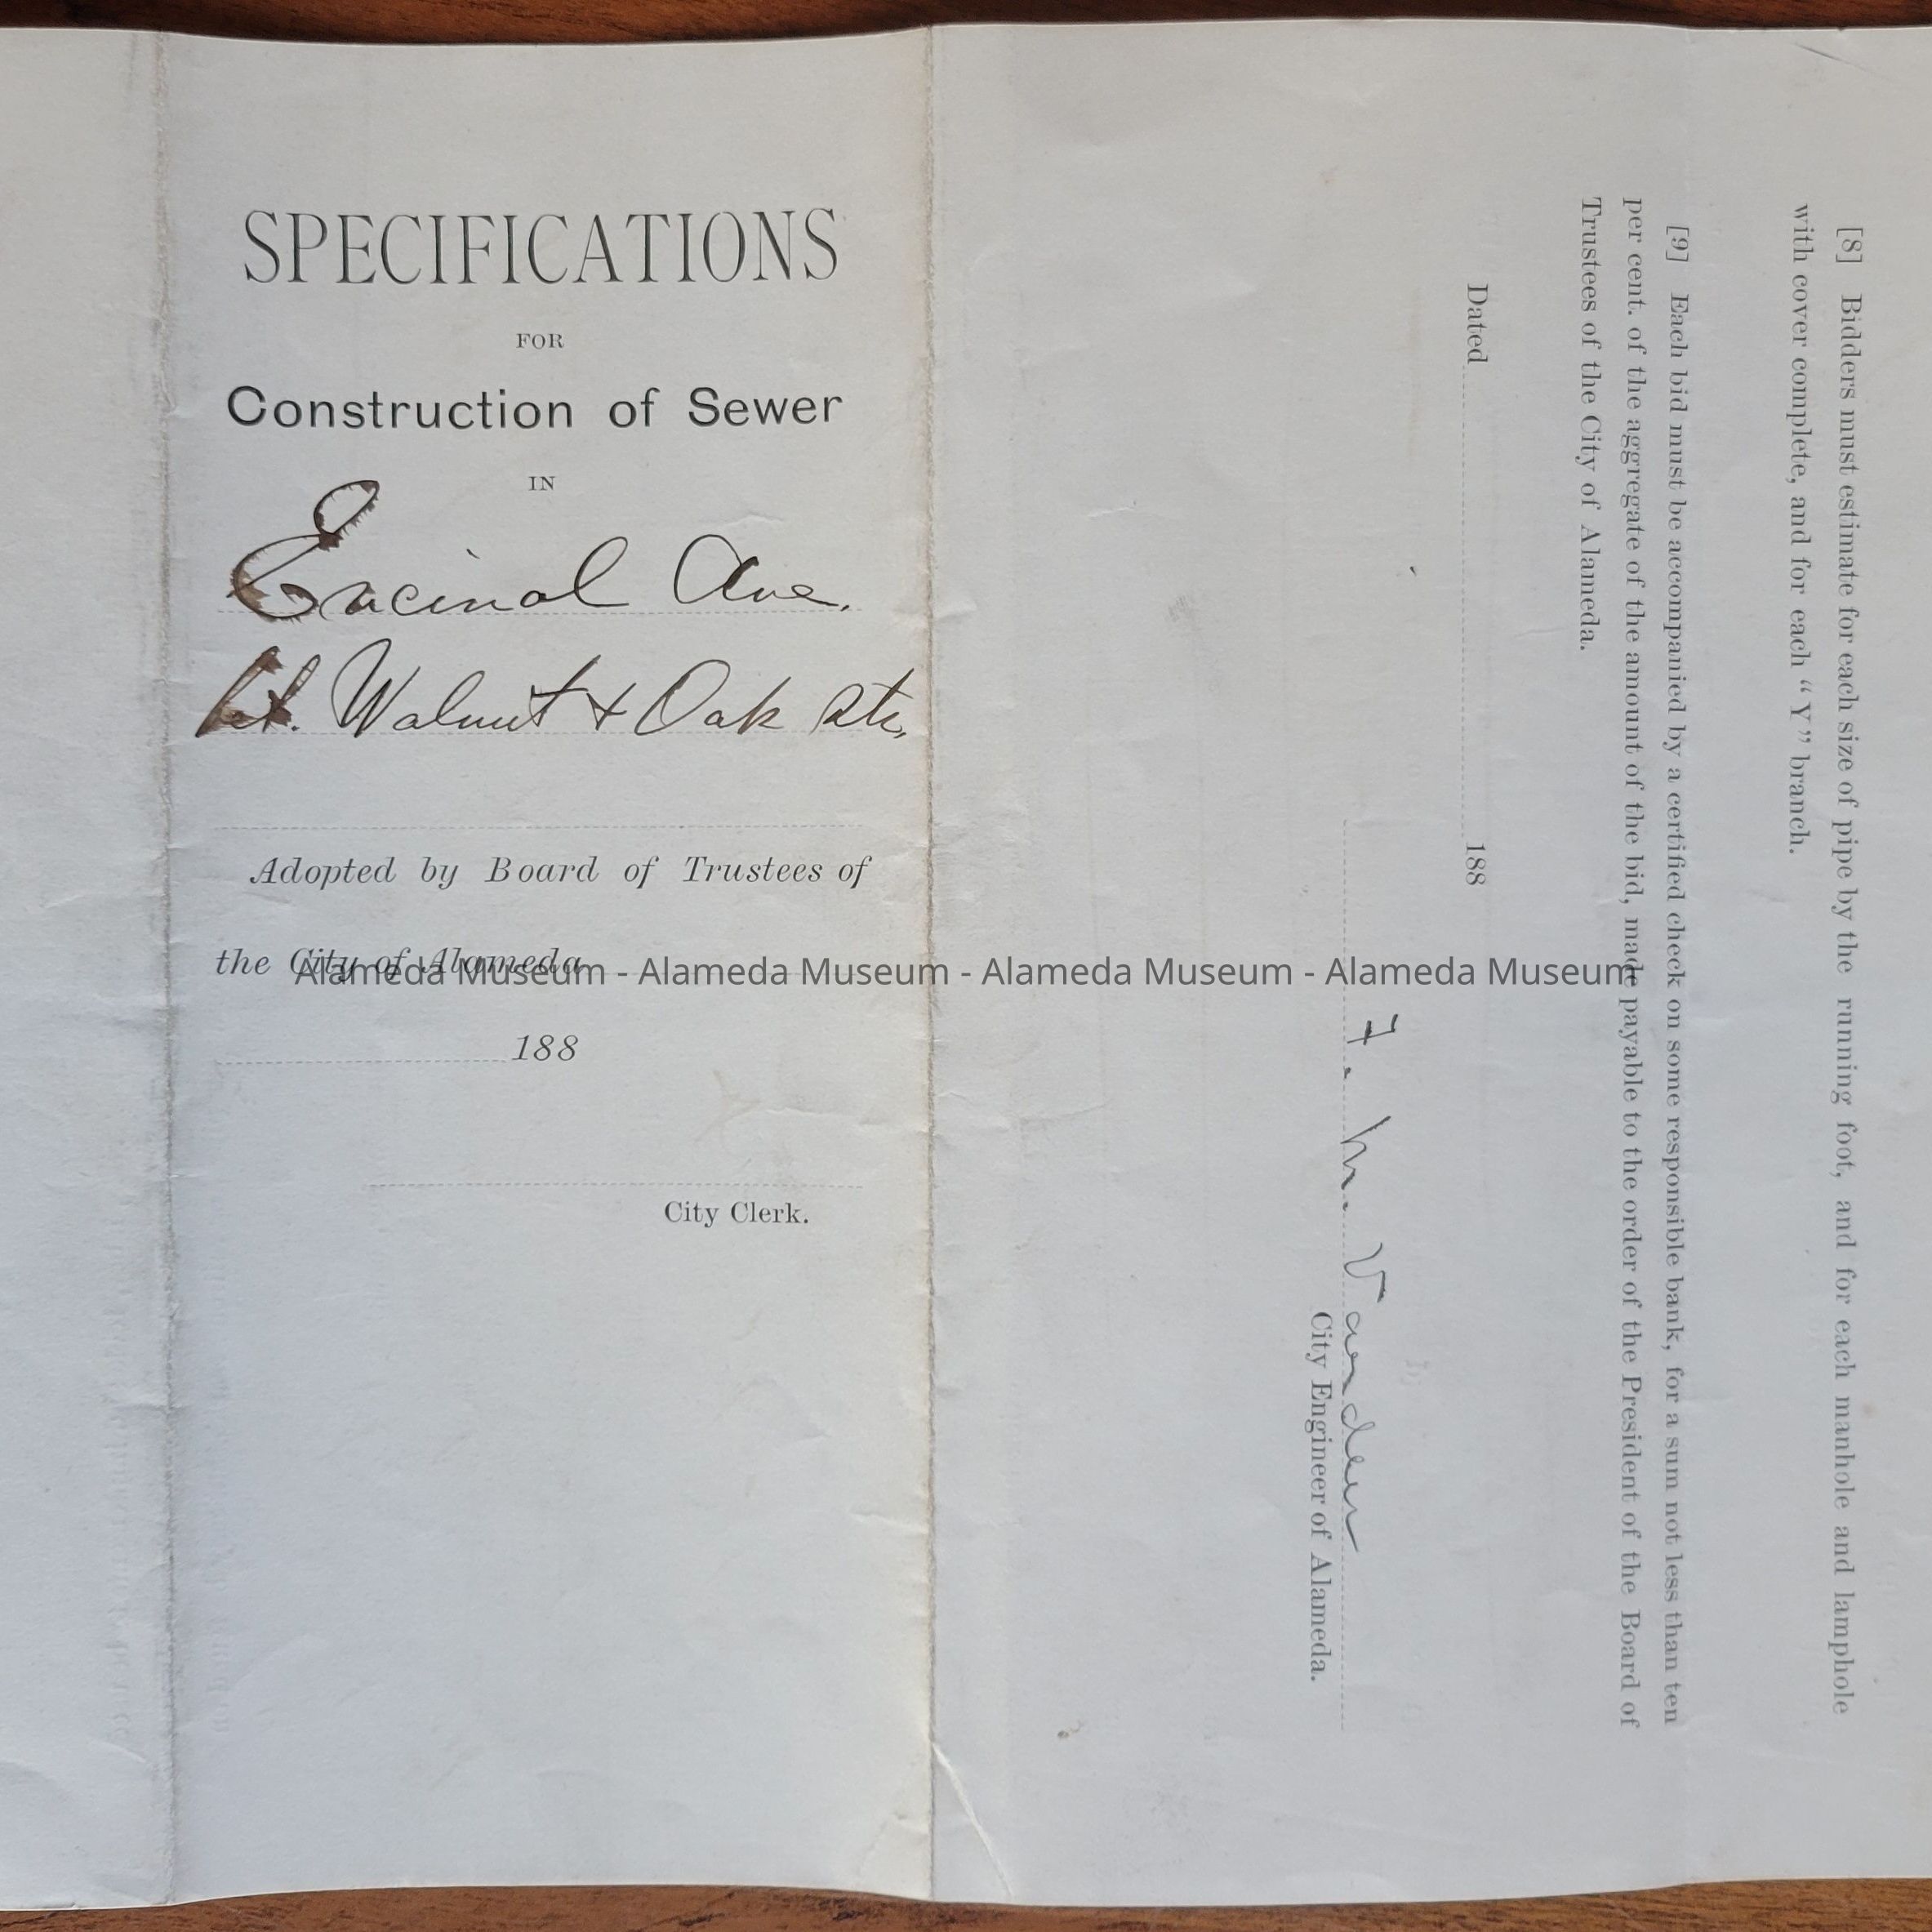 SPECIFICATIONS
FOR
Construction of Sewer
IN
Encinal Ave.
bet. Walnut & Oak Sts.
Adopted by Board of Trustees of
the City of Alameda
188
City Clerk.
[8] Bidders must estimate for each size of pipe by the running foot, and for each manhole and lamphole
with cover complete, and for each “Y” branch.
[9] Each bid must be accompanied by a certified check on some responsible bank, for a sum not less than ten
per cent. of the aggregate of the amount of the bid, made payable to the order of the President of the Board of
Trustees of the City of Alameda.
Dated 188
City Engineer of Alameda.
Alameda Museum - Alameda Museum - Alameda Museum - Alameda Museum